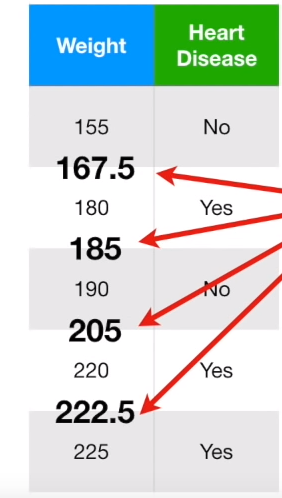 Weight Heart Disease
155 No
167.5
180 Yes
185
190 No
205
220 Yes
222.5
225 Yes